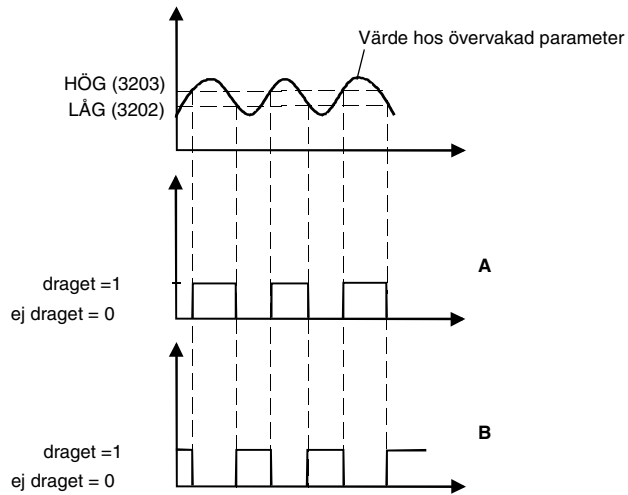 Värde hos övervakad parameter
HÖG (3203)
LÅG (3202)
A
draget =1
ej draget = 0
B
draget =1
ej draget = 0